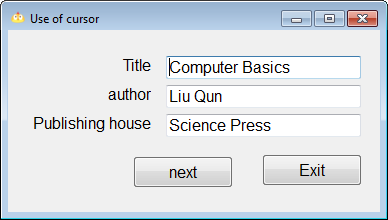 Use of cursor
Title Computer Basics
author Liu Qun
Publishing house Science Press
next Exit